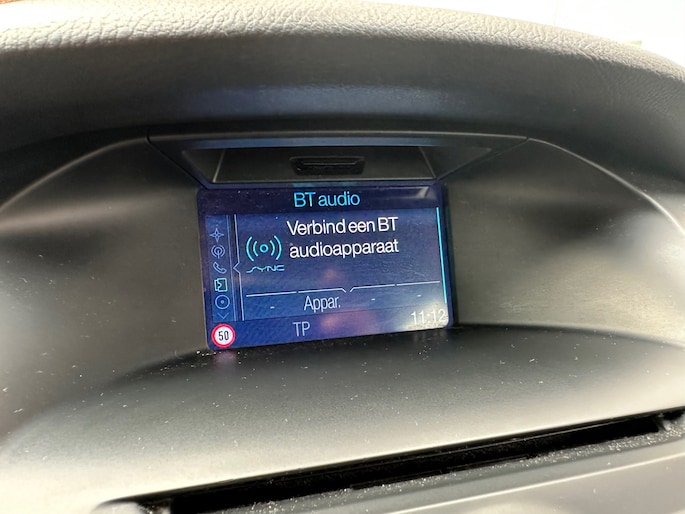 BT audio
Verbind een BT
audioapparaat
SYNC
Appar.
50
TP
11:12